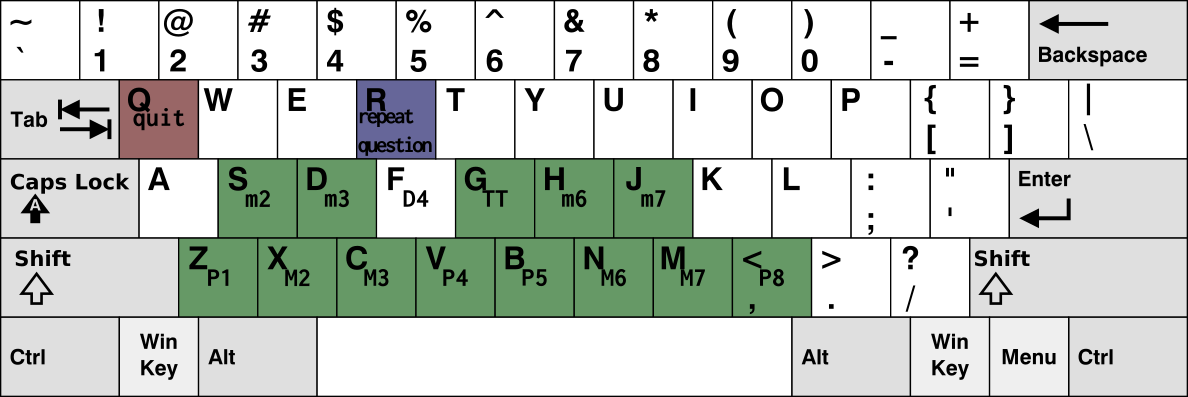 ~ ! @ # $ % ^ & * ( ) _ +
` 1 2 3 4 5 6 7 8 9 0 - = Backspace
Tab Q W E R T Y U I O P { } |
quit repeat
question [ ] \
Caps Lock A S D F G H J K L : " Enter
A m2 m3 D4 TT m6 m7 ; '
Shift Z X C V B N M < > ? Shift
P1 M2 M3 P4 P5 M6 M7 P8
, . /
Ctrl Win Alt Alt Win Menu Ctrl
Key Key